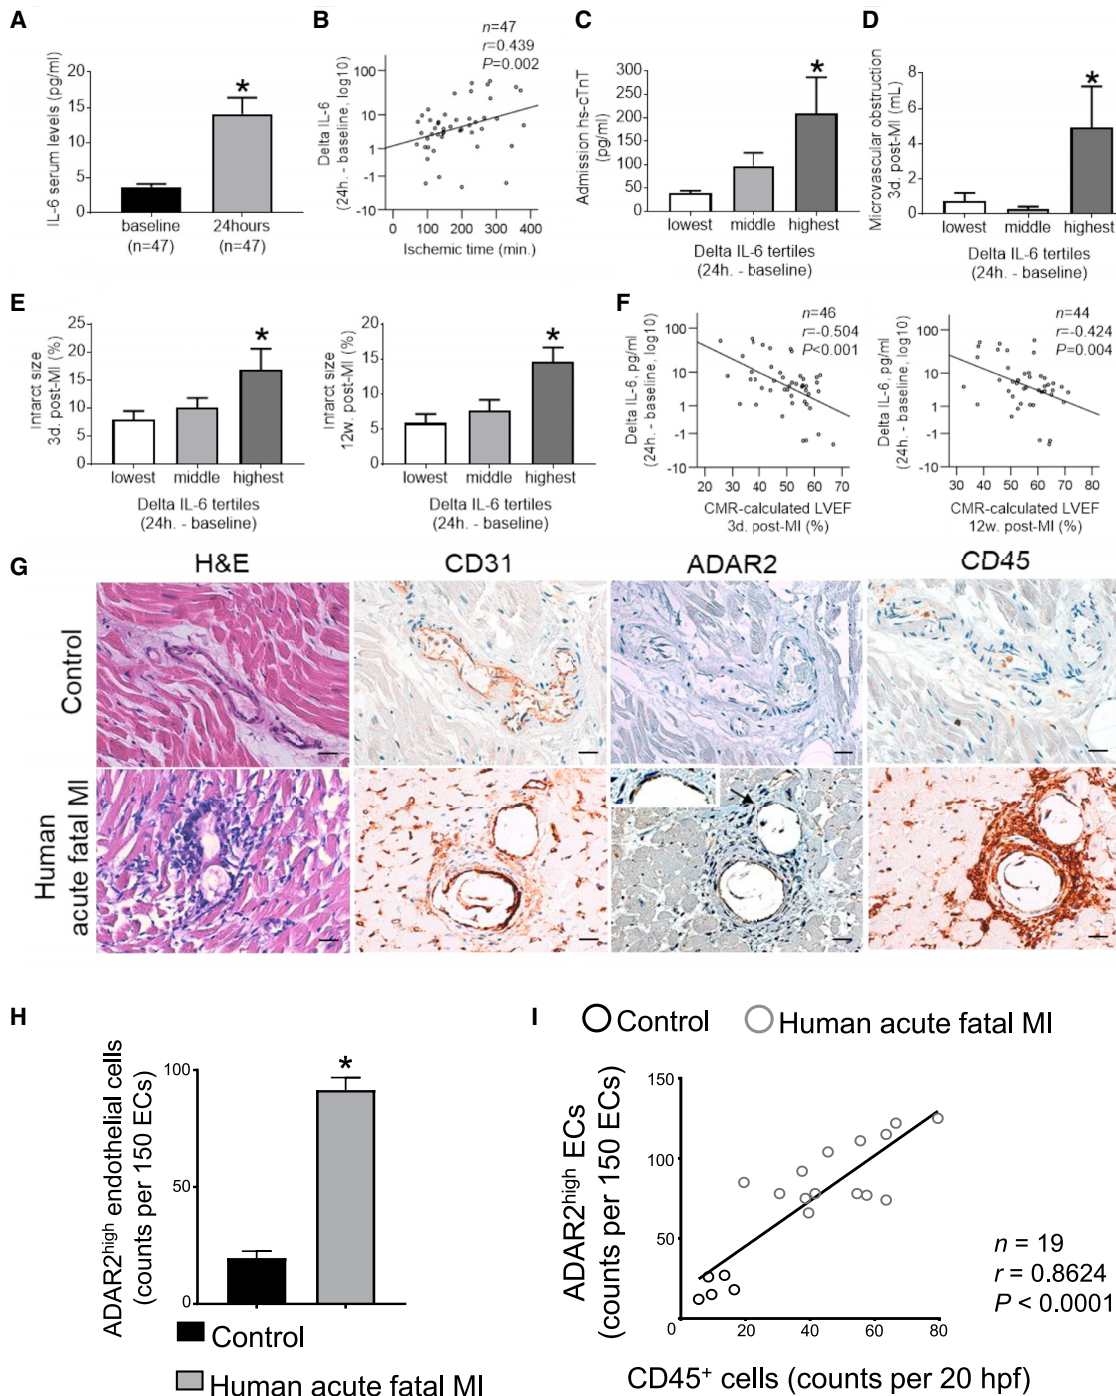 A
IL-6 serum levels (pg/ml)
20
15
10
5
0
*
baseline
(n=47)
24hours
(n=47)
B
n=47
r=0.439
P=0.002
Delta IL-6
(24h. - baseline, log10)
100
10
1
-1
-10
0 100 200 300 400
Ischemic time (min.)
C
Admission hs-cTnT
(pg/ml)
300
250
200
150
100
50
0
*
lowest middle highest
Delta IL-6 tertiles
(24h. - baseline)
D
Microvascular obstruction
3d. post-MI (mL)
8
6
4
2
0
*
lowest middle highest
Delta IL-6 tertiles
(24h. - baseline)
E
Infarct size
3d. post-MI (%)
25
20
15
10
5
0
*
lowest middle highest
Delta IL-6 tertiles
(24h. - baseline)
Infarct size
12w. post-MI (%)
20
15
10
5
0
*
lowest middle highest
Delta IL-6 tertiles
(24h. - baseline)
F
n=46
r=-0.504
P<0.001
Delta IL-6, pg/ml
(24h. - baseline, log10)
100
10
1
-1
-10
20 30 40 50 60 70
CMR-calculated LVEF
3d. post-MI (%)
n=44
r=-0.424
P=0.004
Delta IL-6, pg/ml
(24h. - baseline, log10)
100
10
1
-1
-10
30 40 50 60 70 80
CMR-calculated LVEF
12w. post-MI (%)
G
H&E CD31 ADAR2 CD45
Control
Human
acute fatal MI
H
ADAR2high endothelial cells
(counts per 150 ECs)
100
50
0
*
Control
Human acute fatal MI
I
Control Human acute fatal MI
ADAR2high ECs
(counts per 150 ECs)
150
100
50
0 20 40 60 80
n = 19
r = 0.8624
P < 0.0001
CD45+ cells (counts per 20 hpf)